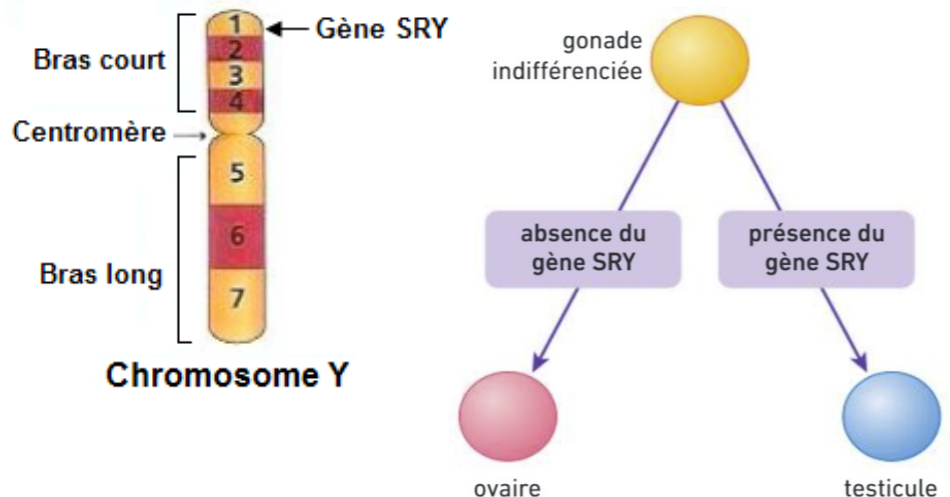 1
Gène SRY
2
Bras court
3
4
Centromère
5
6
Bras long
7
Chromosome Y
gonade
indifférenciée
absence du
gène SRY
présence du
gène SRY
ovaire
testicule